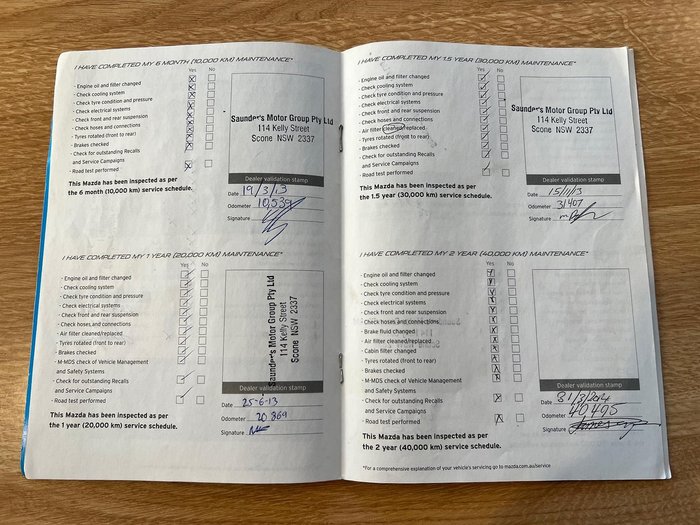 I HAVE COMPLETED MY 6 MONTH (10,000 KM) MAINTENANCE*
Yes No
- Engine oil and filter changed
- Check cooling system
- Check tyre condition and pressure
- Check electrical systems
- Check front and rear suspension
- Check hoses and connections
- Tyres rotated (front to rear)
- Brakes checked
- Check for outstanding Recalls
and Service Campaigns
- Road test performed
This Mazda has been inspected as per
the 6 month (10,000 km) service schedule.
Saunder's Motor Group Pty Ltd
114 Kelly Street
Scone NSW 2337
Dealer validation stamp
Date 19/3/13
Odometer 10,539
Signature
I HAVE COMPLETED MY 1 YEAR (20,000 KM) MAINTENANCE*
Yes No
- Engine oil and filter changed
- Check cooling system
- Check tyre condition and pressure
- Check electrical systems
- Check front and rear suspension
- Check hoses and connections
- Air filter cleaned/replaced
- Tyres rotated (front to rear)
- Brakes checked
- M-MDS check of Vehicle Management
and Safety Systems
- Check for outstanding Recalls
and Service Campaigns
- Road test performed
This Mazda has been inspected as per
the 1 year (20,000 km) service schedule.
Saunder's Motor Group Pty Ltd
114 Kelly Street
Scone NSW 2337
Dealer validation stamp
Date 25-6-13
Odometer 20 869
Signature
I HAVE COMPLETED MY 1.5 YEAR (30,000 KM) MAINTENANCE*
Yes No
- Engine oil and filter changed
- Check cooling system
- Check tyre condition and pressure
- Check electrical systems
- Check front and rear suspension
- Check hoses and connections
- Air filter cleaned/replaced
- Tyres rotated (front to rear)
- Brakes checked
- Check for outstanding Recalls
and Service Campaigns
- Road test performed
This Mazda has been inspected as per
the 1.5 year (30,000 km) service schedule.
Saunder's Motor Group Pty Ltd
114 Kelly Street
Scone NSW 2337
Dealer validation stamp
Date 15/11/13
Odometer 31407
Signature
I HAVE COMPLETED MY 2 YEAR (40,000 KM) MAINTENANCE*
Yes No
- Engine oil and filter changed
- Check cooling system
- Check tyre condition and pressure
- Check electrical systems
- Check front and rear suspension
- Check hoses and connections
- Brake fluid changed
- Air filter cleaned/replaced
- Cabin filter changed
- Tyres rotated (front to rear)
- Brakes checked
- M-MDS check of Vehicle Management
and Safety Systems
- Check for outstanding Recalls
and Service Campaigns
- Road test performed
This Mazda has been inspected as per
the 2 year (40,000 km) service schedule.
Dealer validation stamp
Date 31/3/2014
Odometer 40,495
Signature
*For a comprehensive explanation of your vehicle's servicing go to mazda.com.au/service